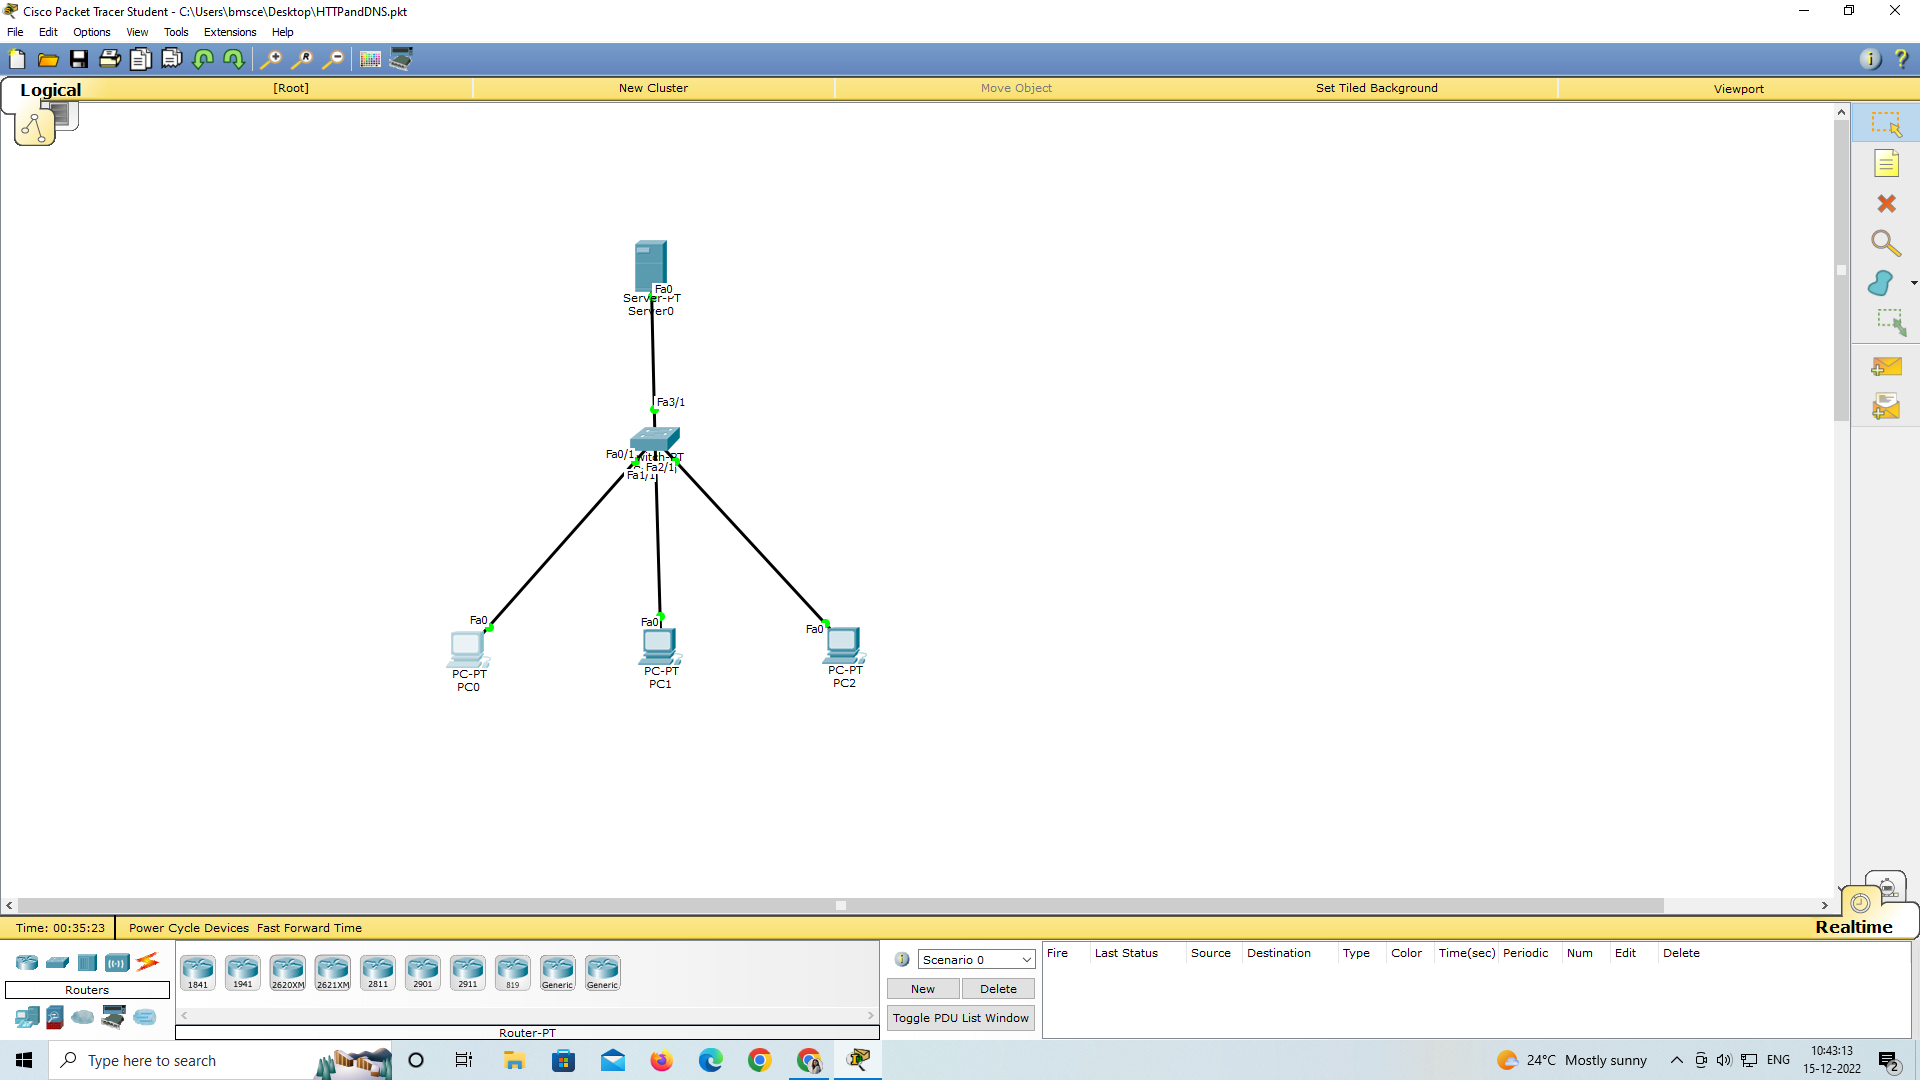 Cisco Packet Tracer Student - C:\Users\bmsce\Desktop\HTTPandDNS.pkt
File Edit Options View Tools Extensions Help
Logical [Root] New Cluster Move Object Set Tiled Background Viewport
Fa0
Server-PT
Server0
Fa3/1
Fa0/1
Fa2/1
Fa1/1
Fa0
Fa0
Fa0
PC-PT
PC0
PC-PT
PC1
PC-PT
PC2
Time: 00:35:23 Power Cycle Devices Fast Forward Time Realtime
Routers
1841 1941 2620XM 2621XM 2811 2901 2911 819 Generic Generic
Router-PT
Scenario 0
New Delete
Toggle PDU List Window
Fire Last Status Source Destination Type Color Time(sec) Periodic Num Edit Delete
Type here to search
24°C Mostly sunny
ENG
10:43:13
15-12-2022
2